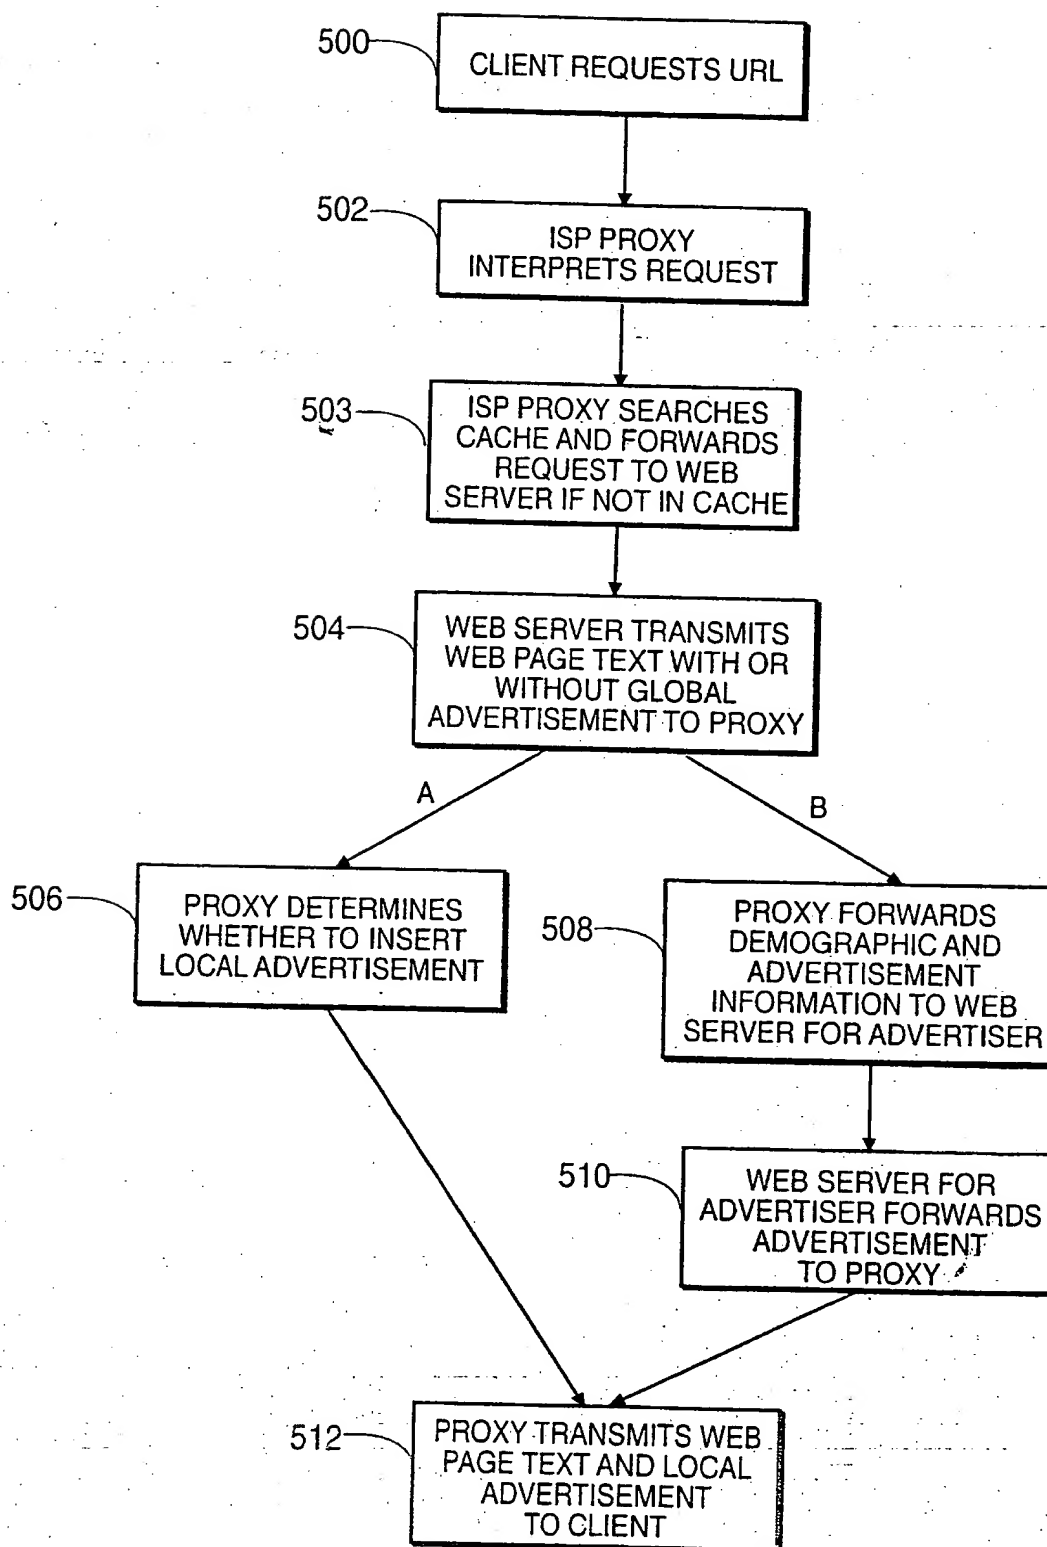 500
CLIENT REQUESTS URL
502
ISP PROXY
INTERPRETS REQUEST
503
ISP PROXY SEARCHES
CACHE AND FORWARDS
REQUEST TO WEB
SERVER IF NOT IN CACHE
504
WEB SERVER TRANSMITS
WEB PAGE TEXT WITH OR
WITHOUT GLOBAL
ADVERTISEMENT TO PROXY
A
B
506
PROXY DETERMINES
WHETHER TO INSERT
LOCAL ADVERTISEMENT
508
PROXY FORWARDS
DEMOGRAPHIC AND
ADVERTISEMENT
INFORMATION TO WEB
SERVER FOR ADVERTISER
510
WEB SERVER FOR
ADVERTISER FORWARDS
ADVERTISEMENT
TO PROXY
512
PROXY TRANSMITS WEB
PAGE TEXT AND LOCAL
ADVERTISEMENT
TO CLIENT